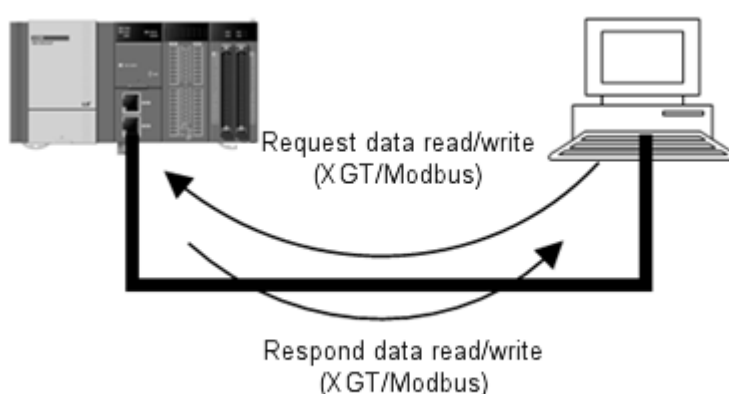 Request data read/write
(XGT/Modbus)
Respond data read/write
(XGT/Modbus)